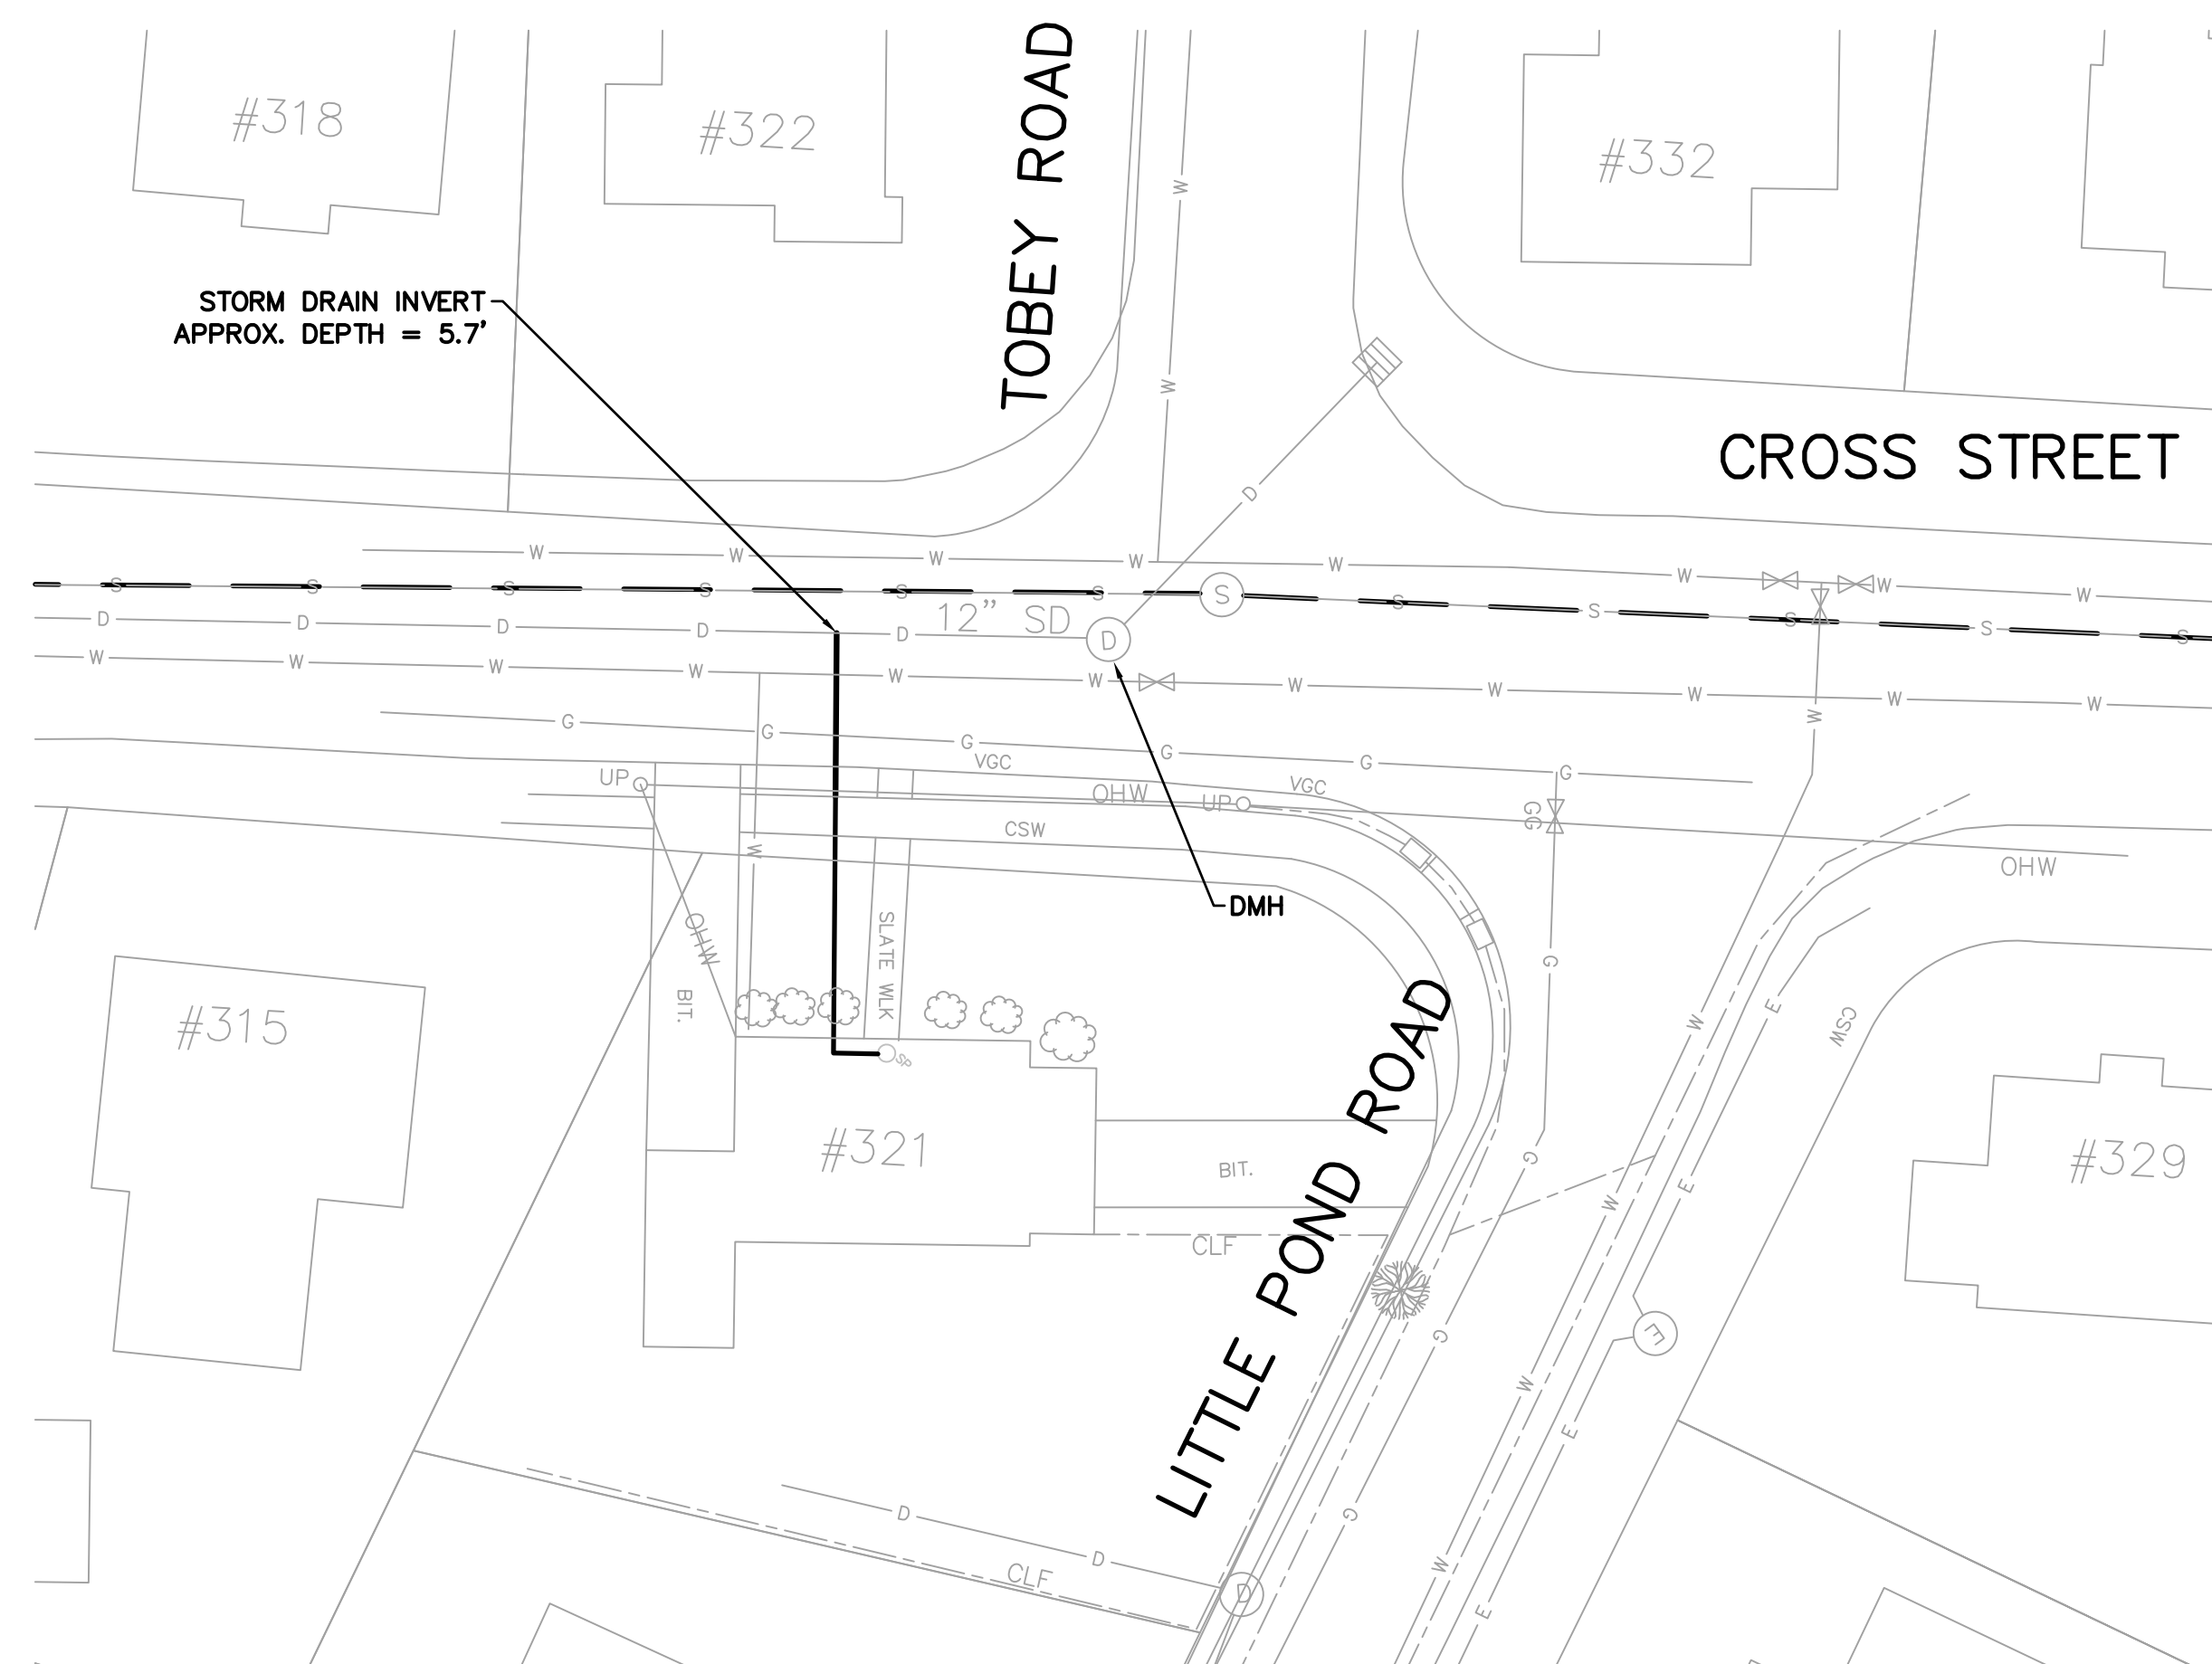 #318
#322
TOBEY ROAD
#332
W
STORM DRAIN INVERT
APPROX. DEPTH = 5.7'
W
D
CROSS STREET
W W W W W W W W
S S S S S S S S S S S
12" SD
D D D D D D
W W W W W W W W W W W
W
G G G G G G
VGC
VGC
UP
OHW
UP
GG
CSW
W
OHW
DMH
OHW
SLATE WLK
G
BIT.
W
E
CSW
#315
SP
#321
LITTLE POND ROAD
BIT.
G
W
E
#329
CLF
G
E
W
E
D
G
D
CLF
W
D
E